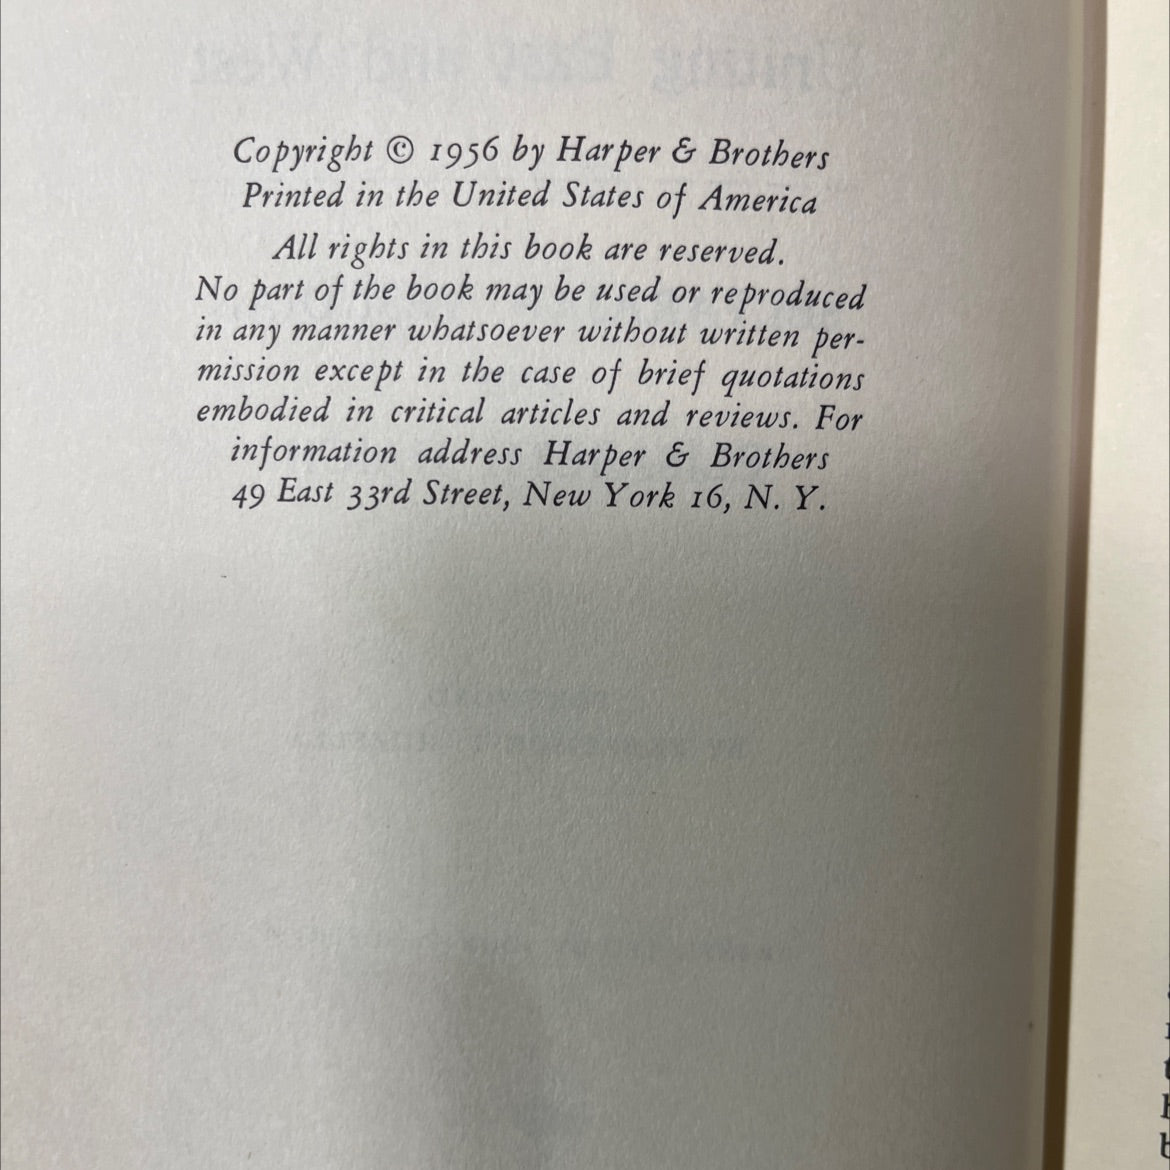 Copyright © 1956 by Harper & Brothers
Printed in the United States of America
All rights in this book are reserved.
No part of the book may be used or reproduced
in any manner whatsoever without written per-
mission except in the case of brief quotations
embodied in critical articles and reviews. For
information address Harper & Brothers
49 East 33rd Street, New York 16, N. Y.